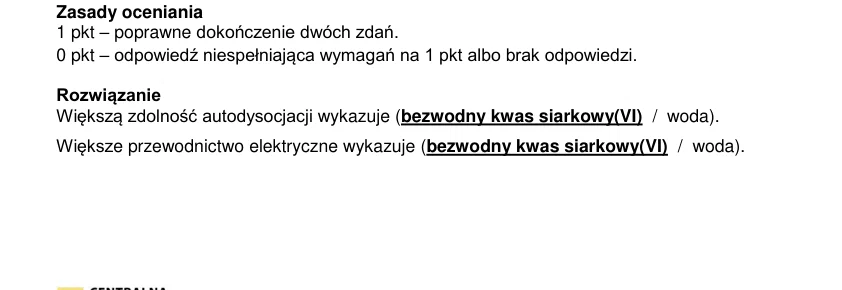 Zasady oceniania
1 pkt – poprawne dokończenie dwóch zdań.
0 pkt – odpowiedź niespełniająca wymagań na 1 pkt albo brak odpowiedzi.
Rozwiązanie
Większą zdolność autodysocjacji wykazuje (bezwodny kwas siarkowy(VI) / woda).
Większe przewodnictwo elektryczne wykazuje (bezwodny kwas siarkowy(VI) / woda).
CENTRALNA